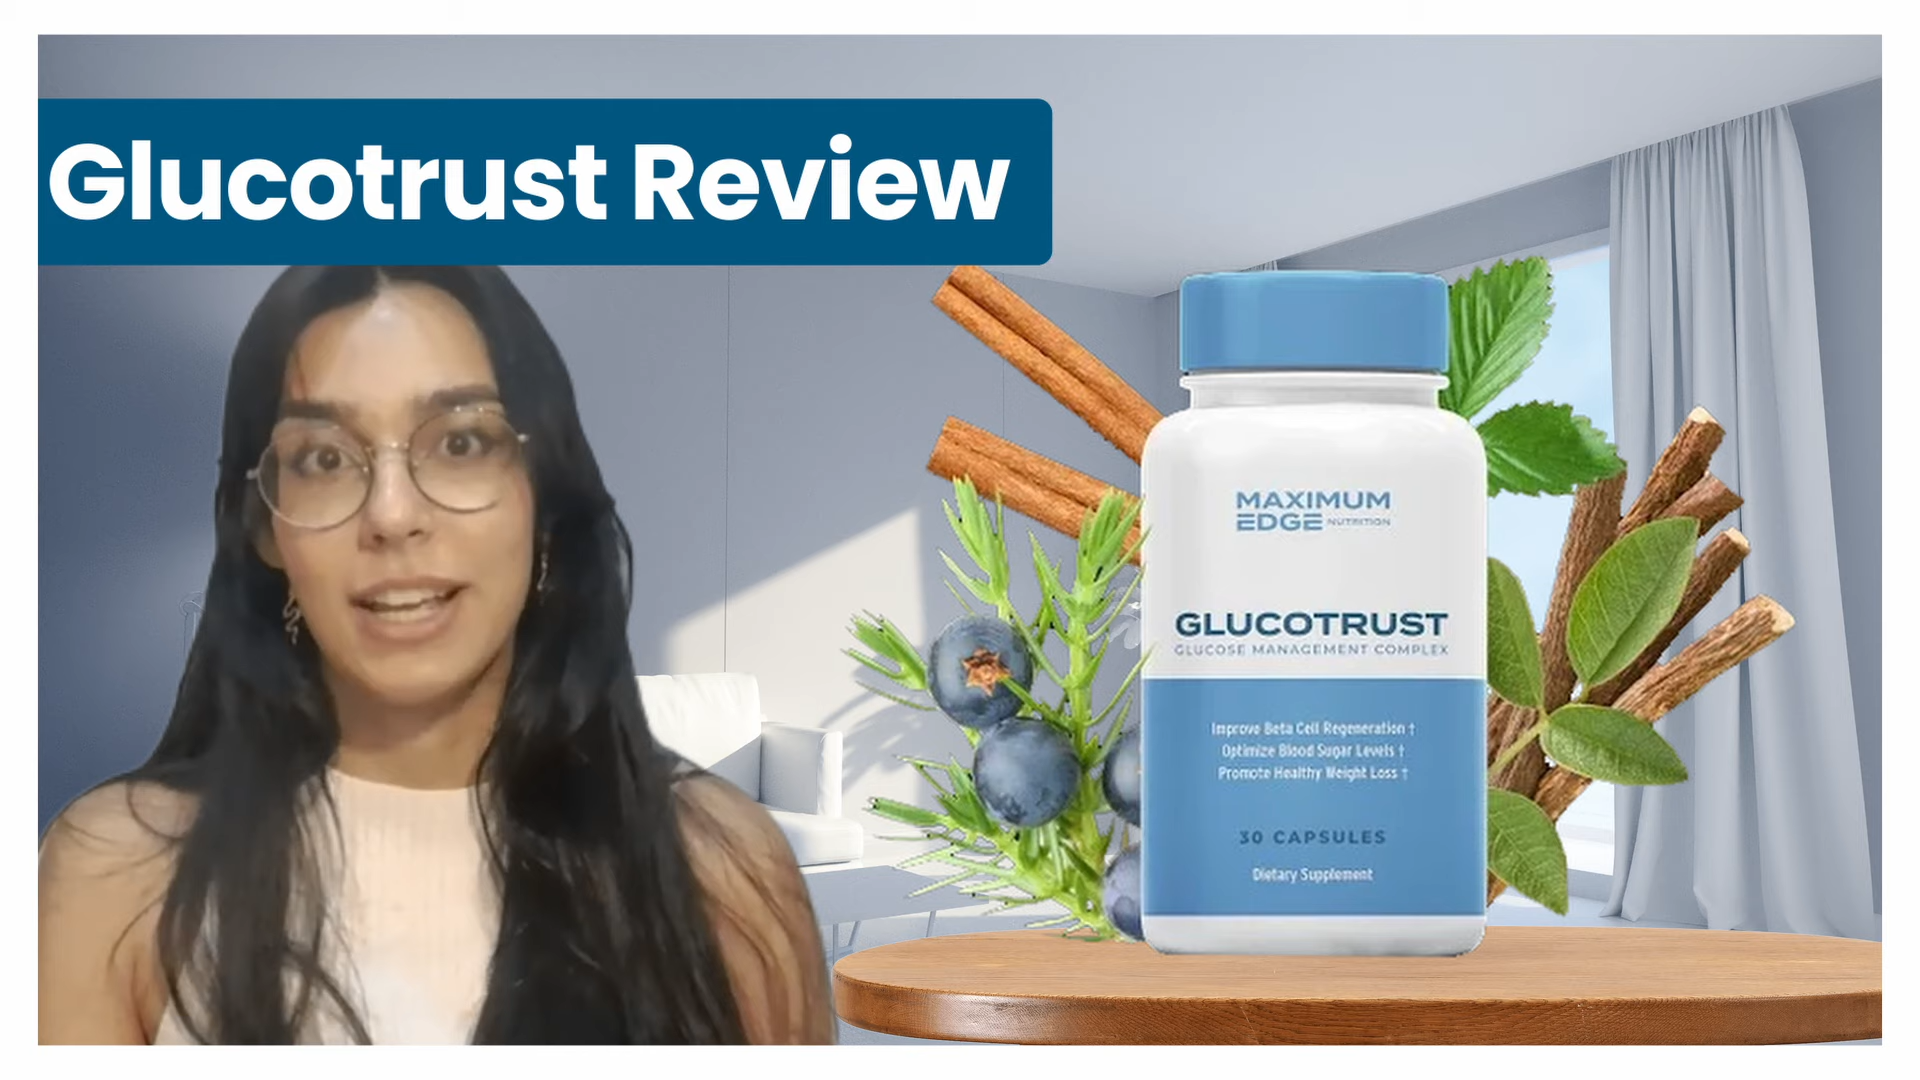 Glucotrust Review
MAXIMUM
EDGE NUTRITION
GLUCOTRUST
GLUCOSE MANAGEMENT COMPLEX
Improve Beta Cell Regeneration †
Optimize Blood Sugar Levels †
Promote Healthy Weight Loss †
30 CAPSULES
Dietary Supplement